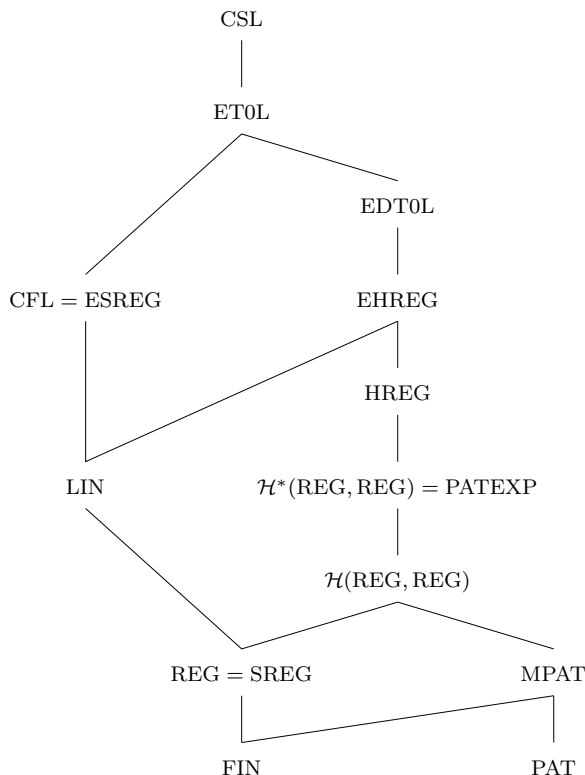 CSL
ET0L
EDT0L
CFL = ESREG
EHREG
HREG
LIN
ℋ*(REG, REG) = PATEXP
ℋ(REG, REG)
REG = SREG
MPAT
FIN
PAT